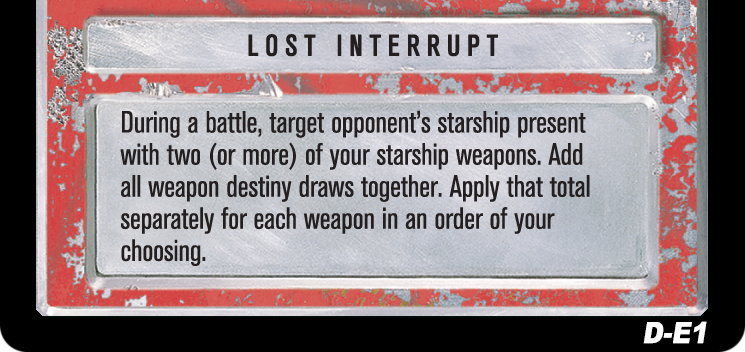 LOST INTERRUPT
During a battle, target opponent's starship present
with two (or more) of your starship weapons. Add
all weapon destiny draws together. Apply that total
separately for each weapon in an order of your
choosing.
D-E1